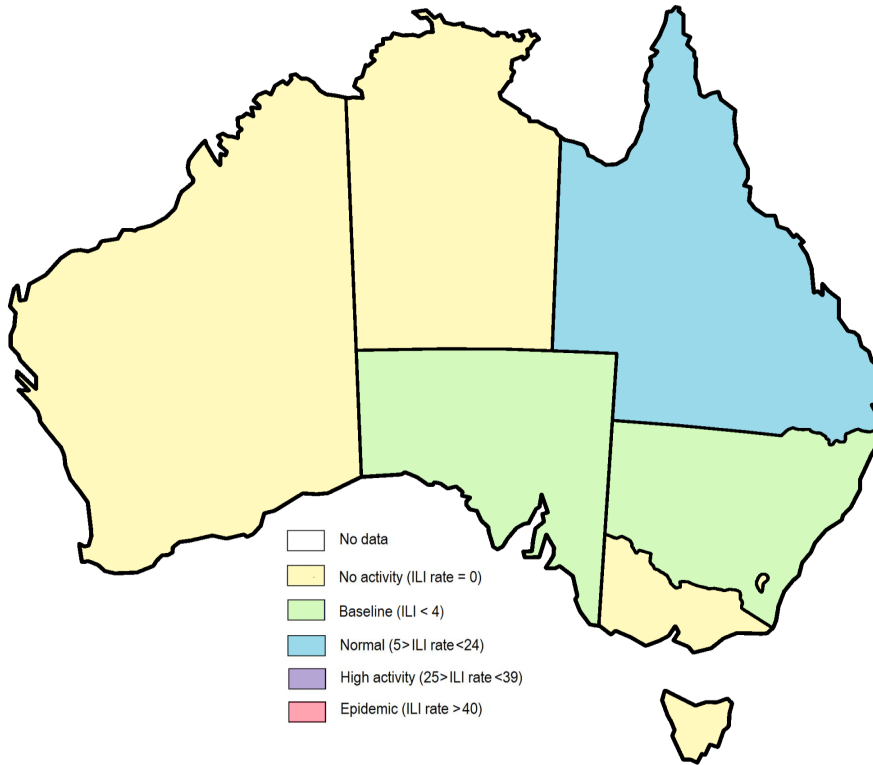 No data
No activity (ILI rate = 0)
Baseline (ILI < 4)
Normal (5> ILI rate <24)
High activity (25> ILI rate <39)
Epidemic (ILI rate >40)